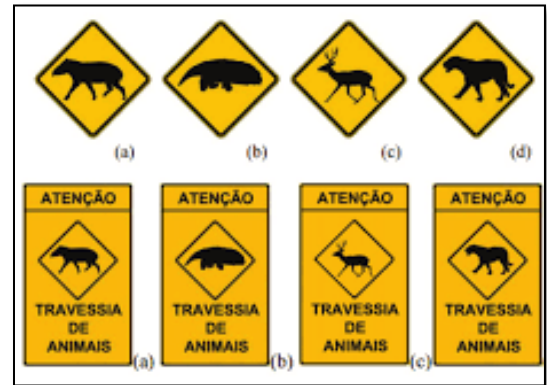 (a)
(b)
(c)
(d)
ATENÇÃO
TRAVESSIA
DE
ANIMAIS
(a)
ATENÇÃO
TRAVESSIA
DE
ANIMAIS
(b)
ATENÇÃO
TRAVESSIA
DE
ANIMAIS
(c)
ATENÇÃO
TRAVESSIA
DE
ANIMAIS